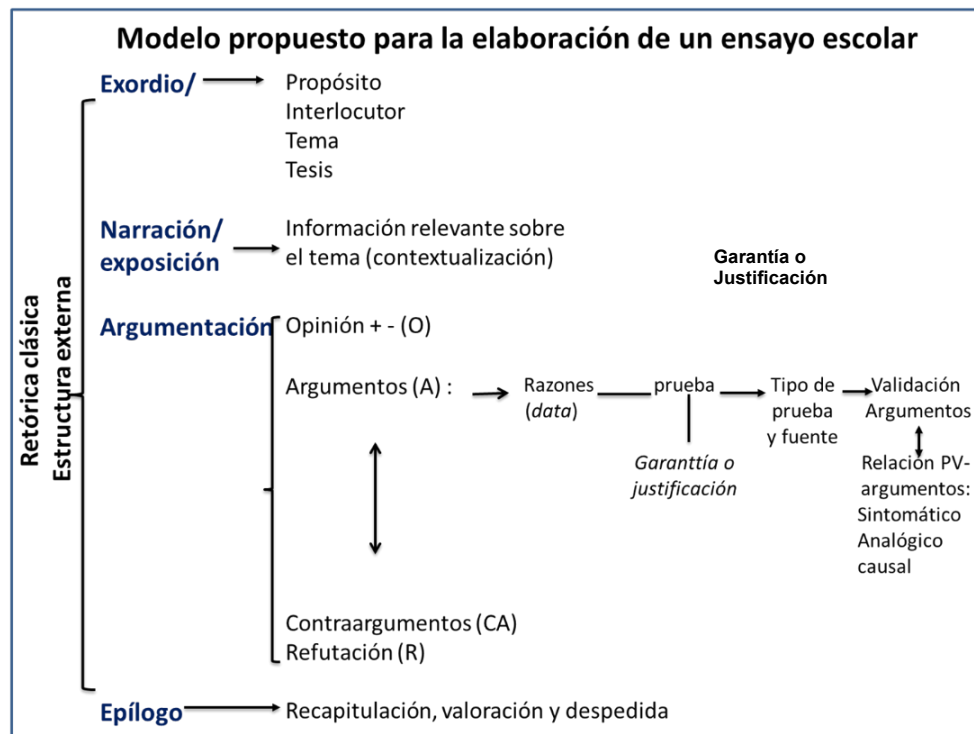 Modelo propuesto para la elaboración de un ensayo escolar
Retórica clásica
Estructura externa
Exordio/
Propósito
Interlocutor
Tema
Tesis
Narración/
exposición
Información relevante sobre
el tema (contextualización)
Garantía o
Justificación
Argumentación
Opinión + - (O)
Argumentos (A) :
Razones
(data)
prueba
Garanttía o
justificación
Tipo de
prueba
y fuente
Validación
Argumentos
Relación PV-
argumentos:
Sintomático
Analógico
causal
Contraargumentos (CA)
Refutación (R)
Epílogo
Recapitulación, valoración y despedida